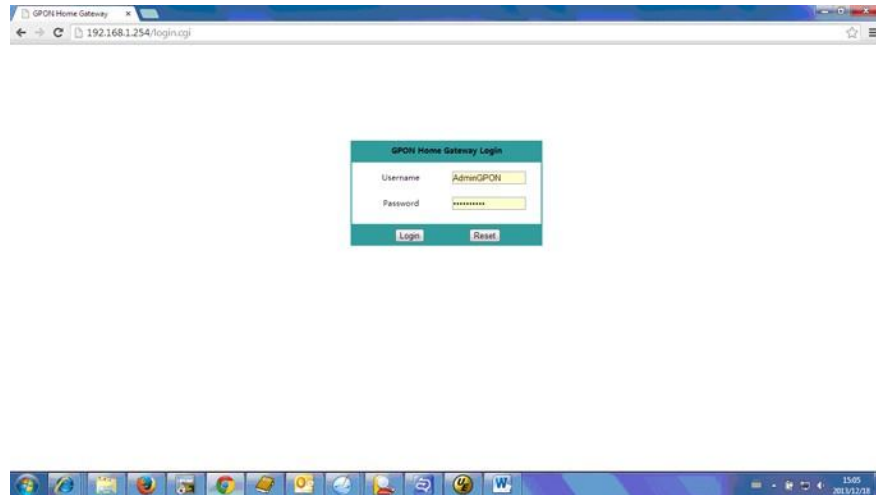 GPON Home Gateway
192.168.1.254/login.cgi
GPON Home Gateway Login
Username AdminGPON
Password ••••••••••
Login Reset
15:05
2013/12/18